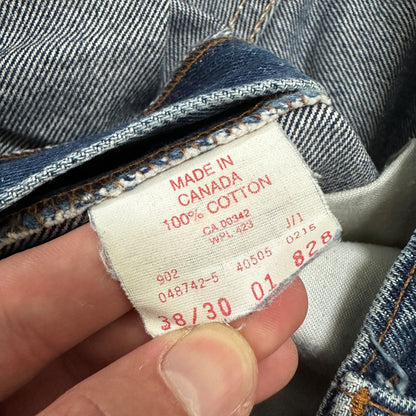 MADE IN
CANADA
100% COTTON
CA 00342
WPL 423
902 J/1
048742-5 40505 0215
38/30 01 828